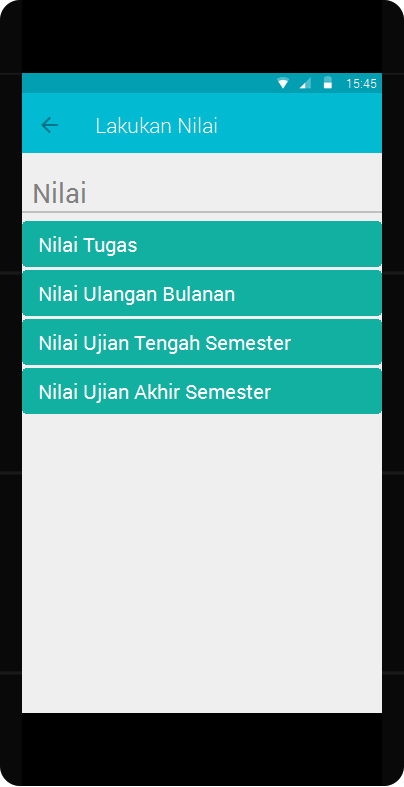 15:45
Lakukan Nilai
Nilai
Nilai Tugas
Nilai Ulangan Bulanan
Nilai Ujian Tengah Semester
Nilai Ujian Akhir Semester